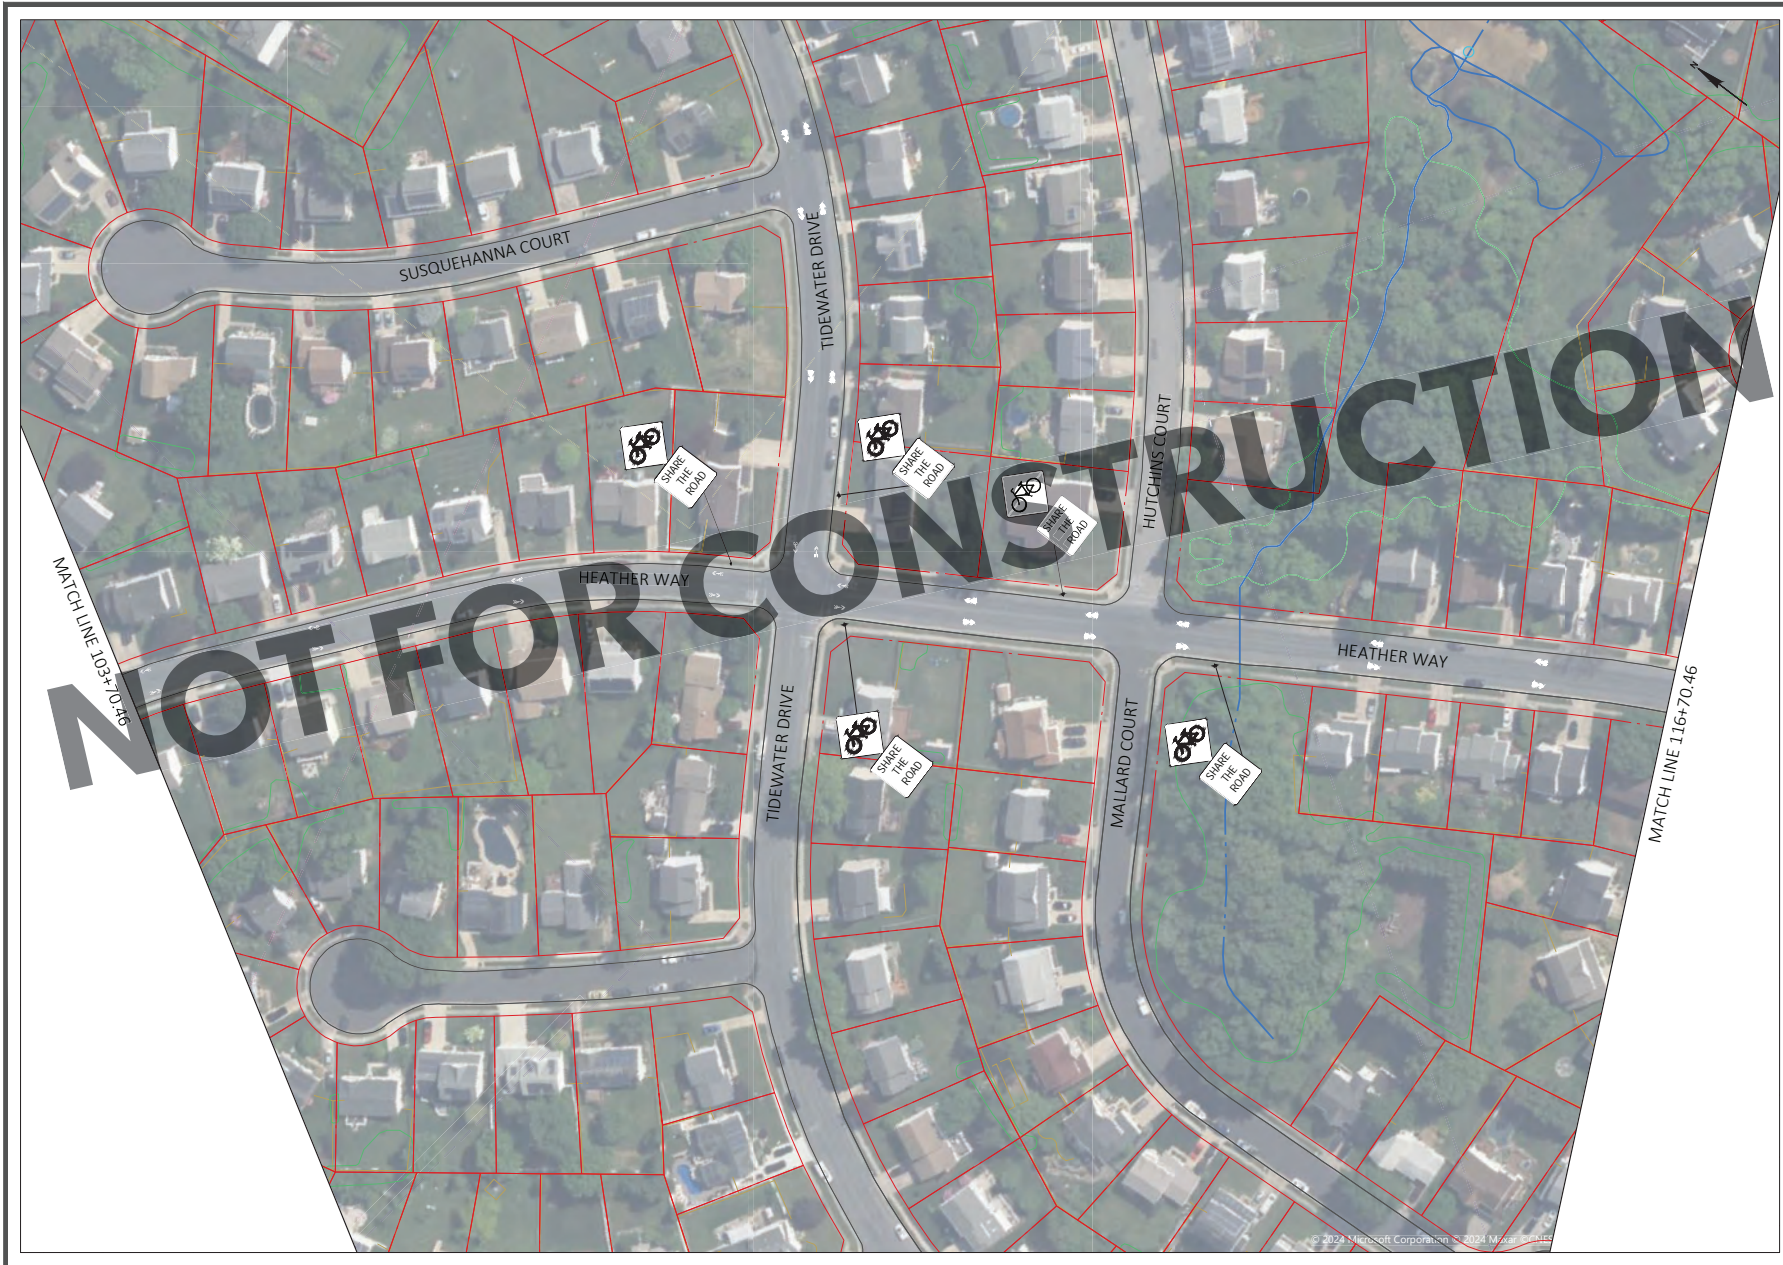 N
SUSQUEHANNA COURT
TIDEWATER DRIVE
HUTCHINS COURT
SHARE
THE
ROAD
SHARE
THE
ROAD
SHARE
THE
ROAD
NOT FOR CONSTRUCTION
MATCH LINE 103+70.46
HEATHER WAY
HEATHER WAY
MATCH LINE 116+70.46
TIDEWATER DRIVE
MALLARD COURT
SHARE
THE
ROAD
SHARE
THE
ROAD
© 2024 Microsoft Corporation © 2024 Maxar ©CNES